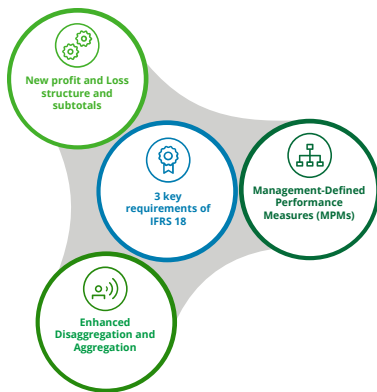 New profit and Loss
structure and
subtotals
3 key
requirements of
IFRS 18
Management-Defined
Performance
Measures (MPMs)
Enhanced
Disaggregation and
Aggregation